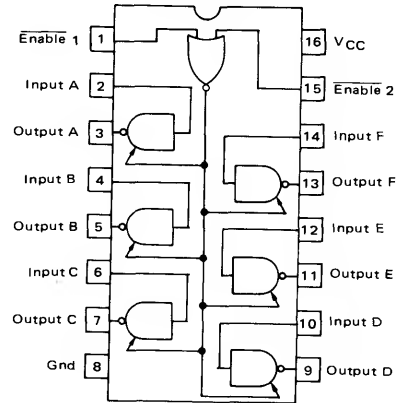 Enable 1
1
Input A
2
Output A
3
Input B
4
Output B
5
Input C
6
Output C
7
Gnd
8
16
VCC
15
Enable 2
14
Input F
13
Output F
12
Input E
11
Output E
10
Input D
9
Output D